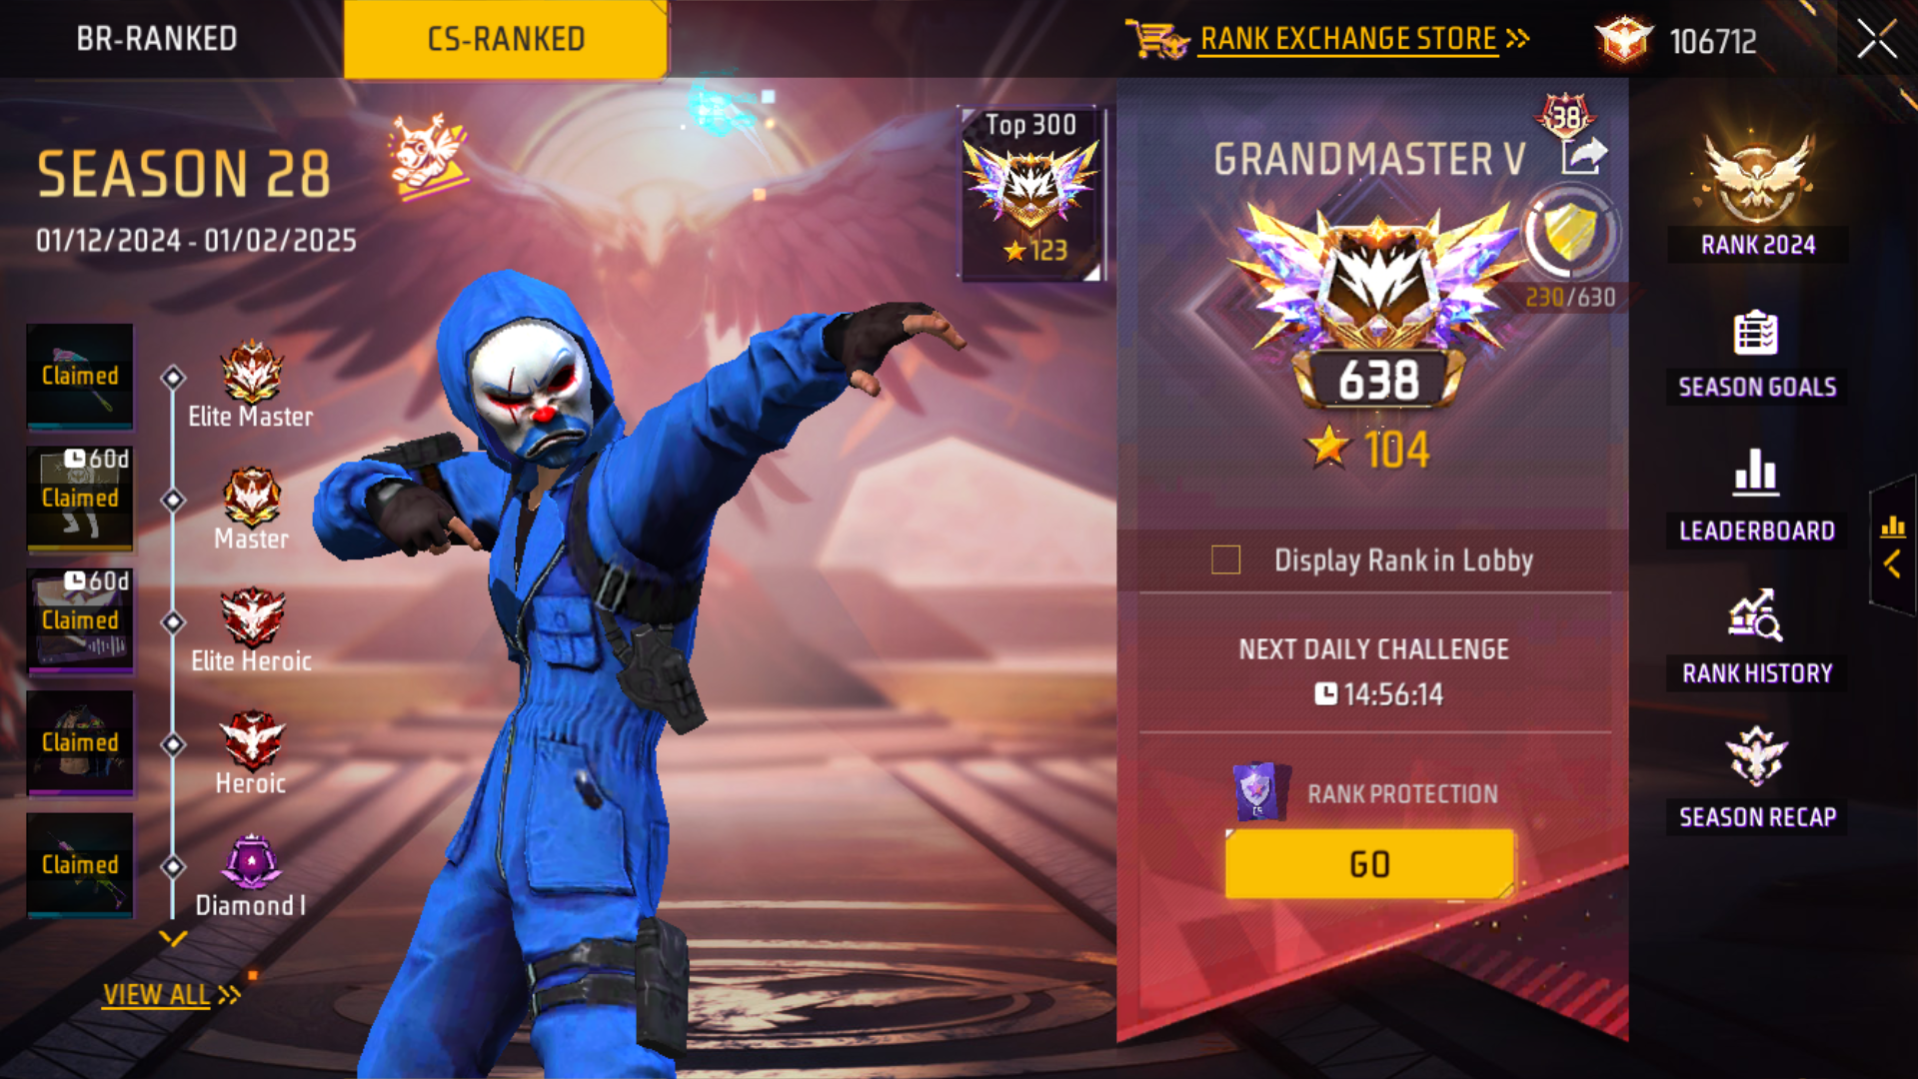 BR-RANKED
CS-RANKED
RANK EXCHANGE STORE
106712
SEASON 28
01/12/2024 - 01/02/2025
Claimed
Elite Master
60d
Claimed
Master
60d
Claimed
Elite Heroic
Claimed
Heroic
Claimed
Diamond I
VIEW ALL
Top 300
123
38
GRANDMASTER V
230/630
638
104
Display Rank in Lobby
NEXT DAILY CHALLENGE
14:56:14
CS
RANK PROTECTION
GO
RANK 2024
SEASON GOALS
LEADERBOARD
RANK HISTORY
SEASON RECAP